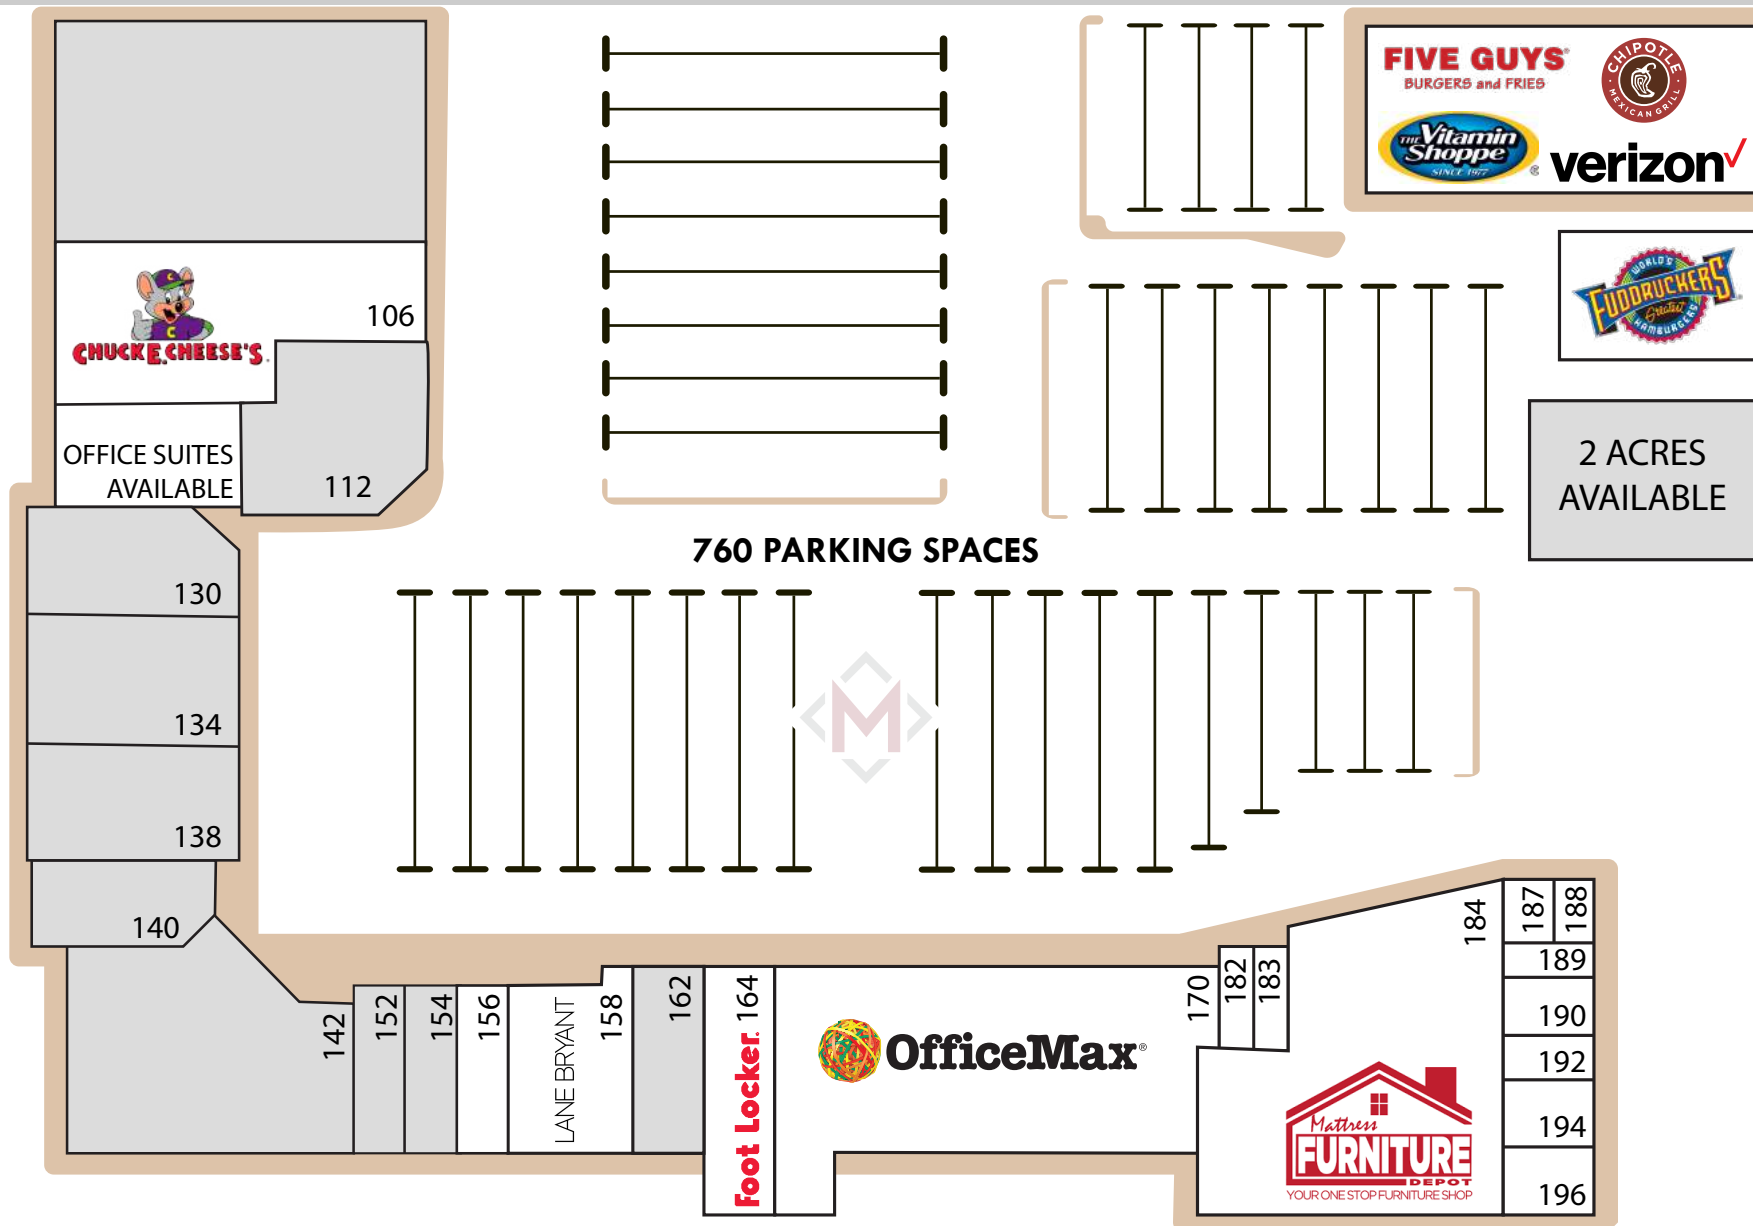 FIVE GUYS
BURGERS and FRIES
CHIPOTLE
MEXICAN GRILL
THE Vitamin
Shoppe
SINCE 1977
verizon
WORLD'S
FUDDRUCKERS
Greatest
HAMBURGERS
2 ACRES
AVAILABLE
C
C
CHUCK E. CHEESE'S.
106
OFFICE SUITES
AVAILABLE
112
760 PARKING SPACES
130
134
138
140
M
142
152
154
156
LANE BRYANT
158
162
164
Foot Locker.
OfficeMax®
170
182
183
184
187
188
189
190
192
194
196
Mattress
FURNITURE
DEPOT
YOUR ONE STOP FURNITURE SHOP